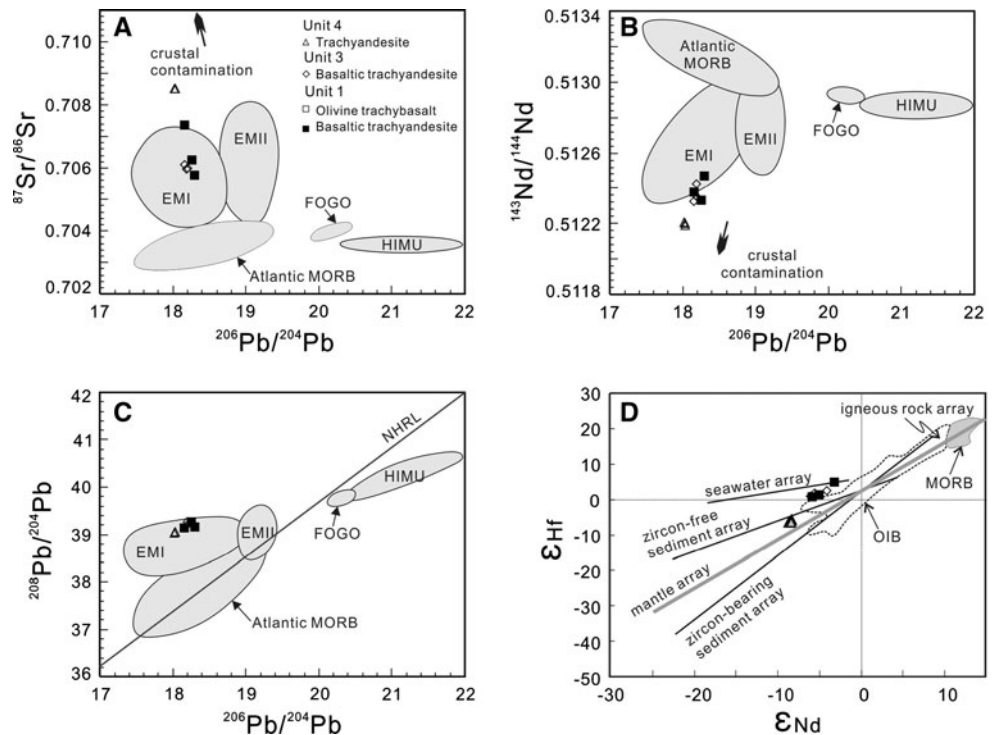 A
0.710
0.708
0.706
0.704
0.702
87Sr/86Sr
crustal
contamination
Unit 4
Trachyandesite
Unit 3
Basaltic trachyandesite
Unit 1
Olivine trachybasalt
Basaltic trachyandesite
EMII
EMI
FOGO
HIMU
Atlantic MORB
17 18 19 20 21 22
206Pb/204Pb
B
0.5134
0.5130
0.5126
0.5122
0.5118
143Nd/144Nd
Atlantic
MORB
EMI
EMII
FOGO
HIMU
crustal
contamination
17 18 19 20 21 22
206Pb/204Pb
C
42
41
40
39
38
37
36
208Pb/204Pb
NHRL
HIMU
FOGO
EMII
EMI
Atlantic MORB
17 18 19 20 21 22
206Pb/204Pb
D
30
20
10
0
-10
-20
-30
-40
-50
εHf
igneous rock array
MORB
seawater array
zircon-free
sediment array
OIB
mantle array
zircon-bearing
sediment array
-30 -20 -10 0 10
εNd